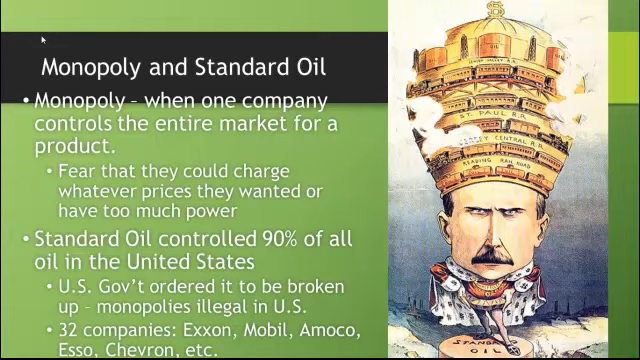 Monopoly and Standard Oil
• Monopoly – when one company
controls the entire market for a
product.
• Fear that they could charge
whatever prices they wanted or
have too much power
• Standard Oil controlled 90% of all
oil in the United States
• U.S. Gov't ordered it to be broken
up – monopolies illegal in U.S.
• 32 companies: Exxon, Mobil, Amoco,
Esso, Chevron, etc.
ST. PAUL R.R.
CENTRAL R.R.
READING RAIL ROAD
STANDARD
OIL